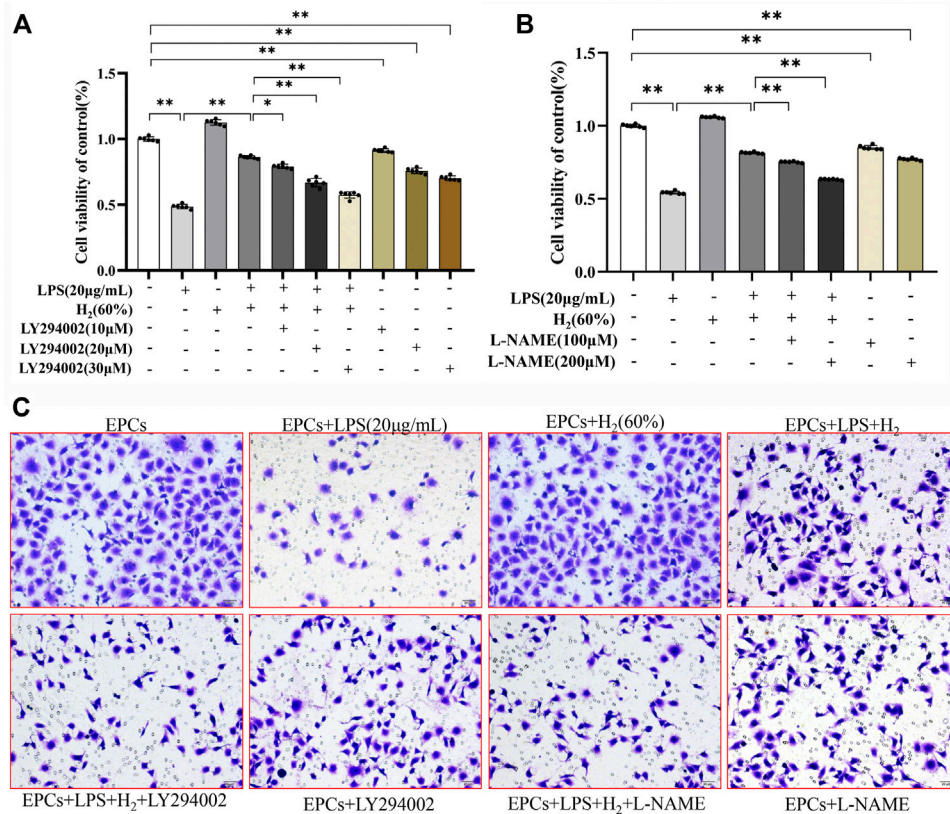 A
**
**
**
**
**
**
**
*
Cell viability of control(%)
1.5
1.0
0.5
0.0
LPS(20μg/mL) - + - + + + + - - -
H₂(60%) - - + + + + + - - -
LY294002(10μM) - - - - + - - + - -
LY294002(20μM) - - - - - + - - + -
LY294002(30μM) - - - - - - + - - +
B
**
**
**
**
**
**
Cell viability of control(%)
1.5
1.0
0.5
0.0
LPS(20μg/mL) - + - + + + - -
H₂(60%) - - + + + + - -
L-NAME(100μM) - - - - + - + -
L-NAME(200μM) - - - - - + - +
C
EPCs
EPCs+LPS(20μg/mL)
EPCs+H₂(60%)
EPCs+LPS+H₂
EPCs+LPS+H₂+LY294002
EPCs+LY294002
EPCs+LPS+H₂+L-NAME
EPCs+L-NAME